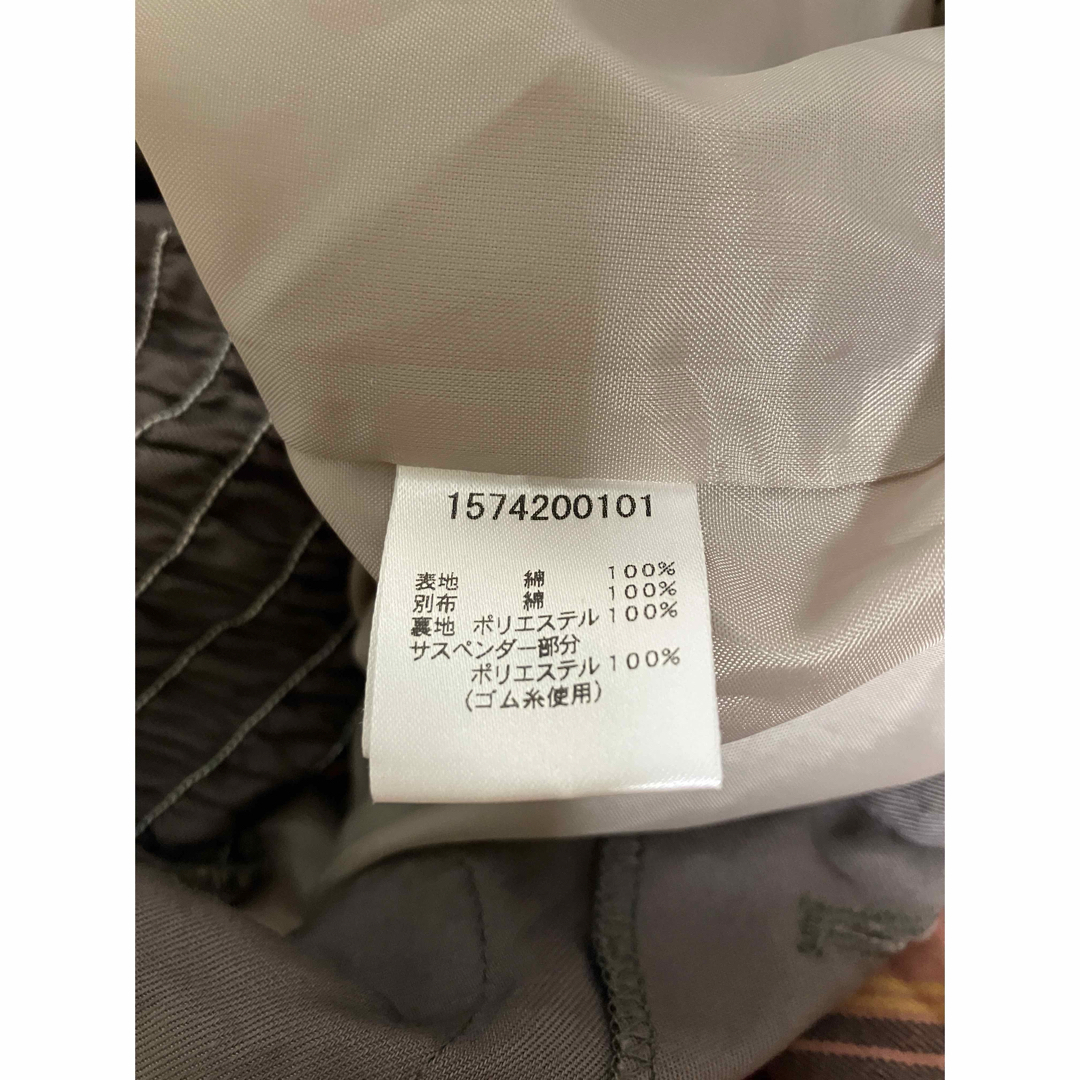 1574200101
表地 綿 100%
別布 綿 100%
裏地 ポリエステル 100%
サスペンダー部分
ポリエステル 100%
(ゴム糸使用)